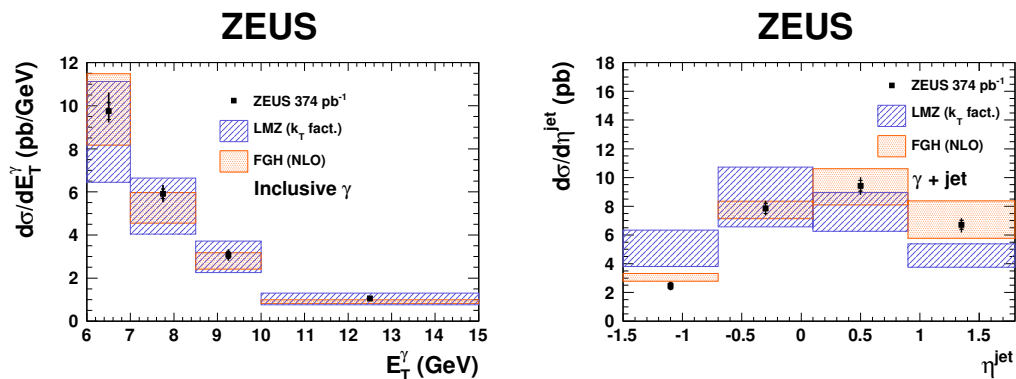 ZEUS
dσ/dE_T^γ (pb/GeV)
12
10
8
6
4
2
0
ZEUS 374 pb⁻¹
LMZ (k_T fact.)
FGH (NLO)
Inclusive γ
6 7 8 9 10 11 12 13 14 15
E_T^γ (GeV)
ZEUS
dσ/dη^jet (pb)
18
16
14
12
10
8
6
4
2
0
ZEUS 374 pb⁻¹
LMZ (k_T fact.)
FGH (NLO)
γ + jet
-1.5 -1 -0.5 0 0.5 1 1.5
η^jet